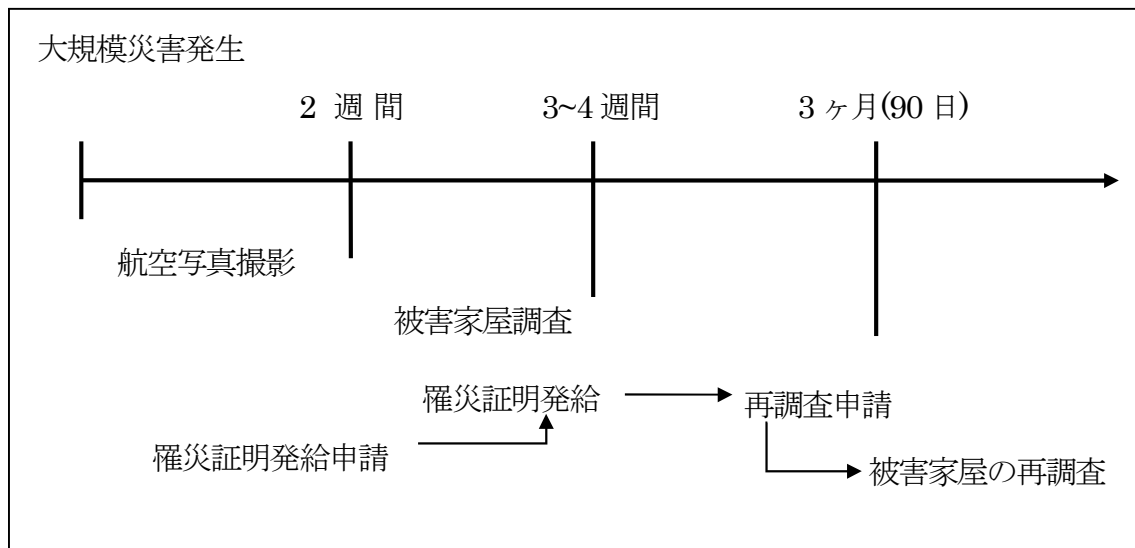 大規模災害発生
2 週 間 3~4 週間 3 ヶ月(90 日)
航空写真撮影
被害家屋調査
罹災証明発給
再調査申請
罹災証明発給申請
被害家屋の再調査